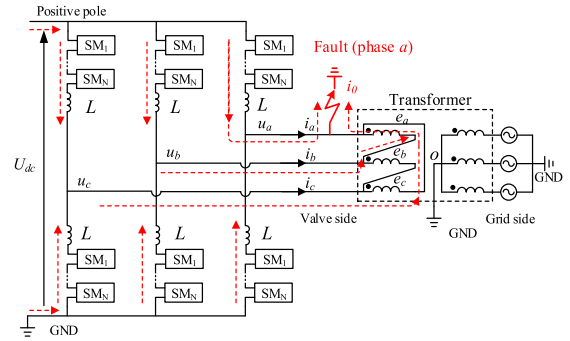 Positive pole
SM1 SM1 SM1
Fault (phase a)
SMN SMN SMN
i0
L L L
Transformer
ua ia ea
Udc
ub ib eb o
uc ic ec GND
Valve side Grid side
L L L GND
SM1 SM1 SM1
SMN SMN SMN
GND